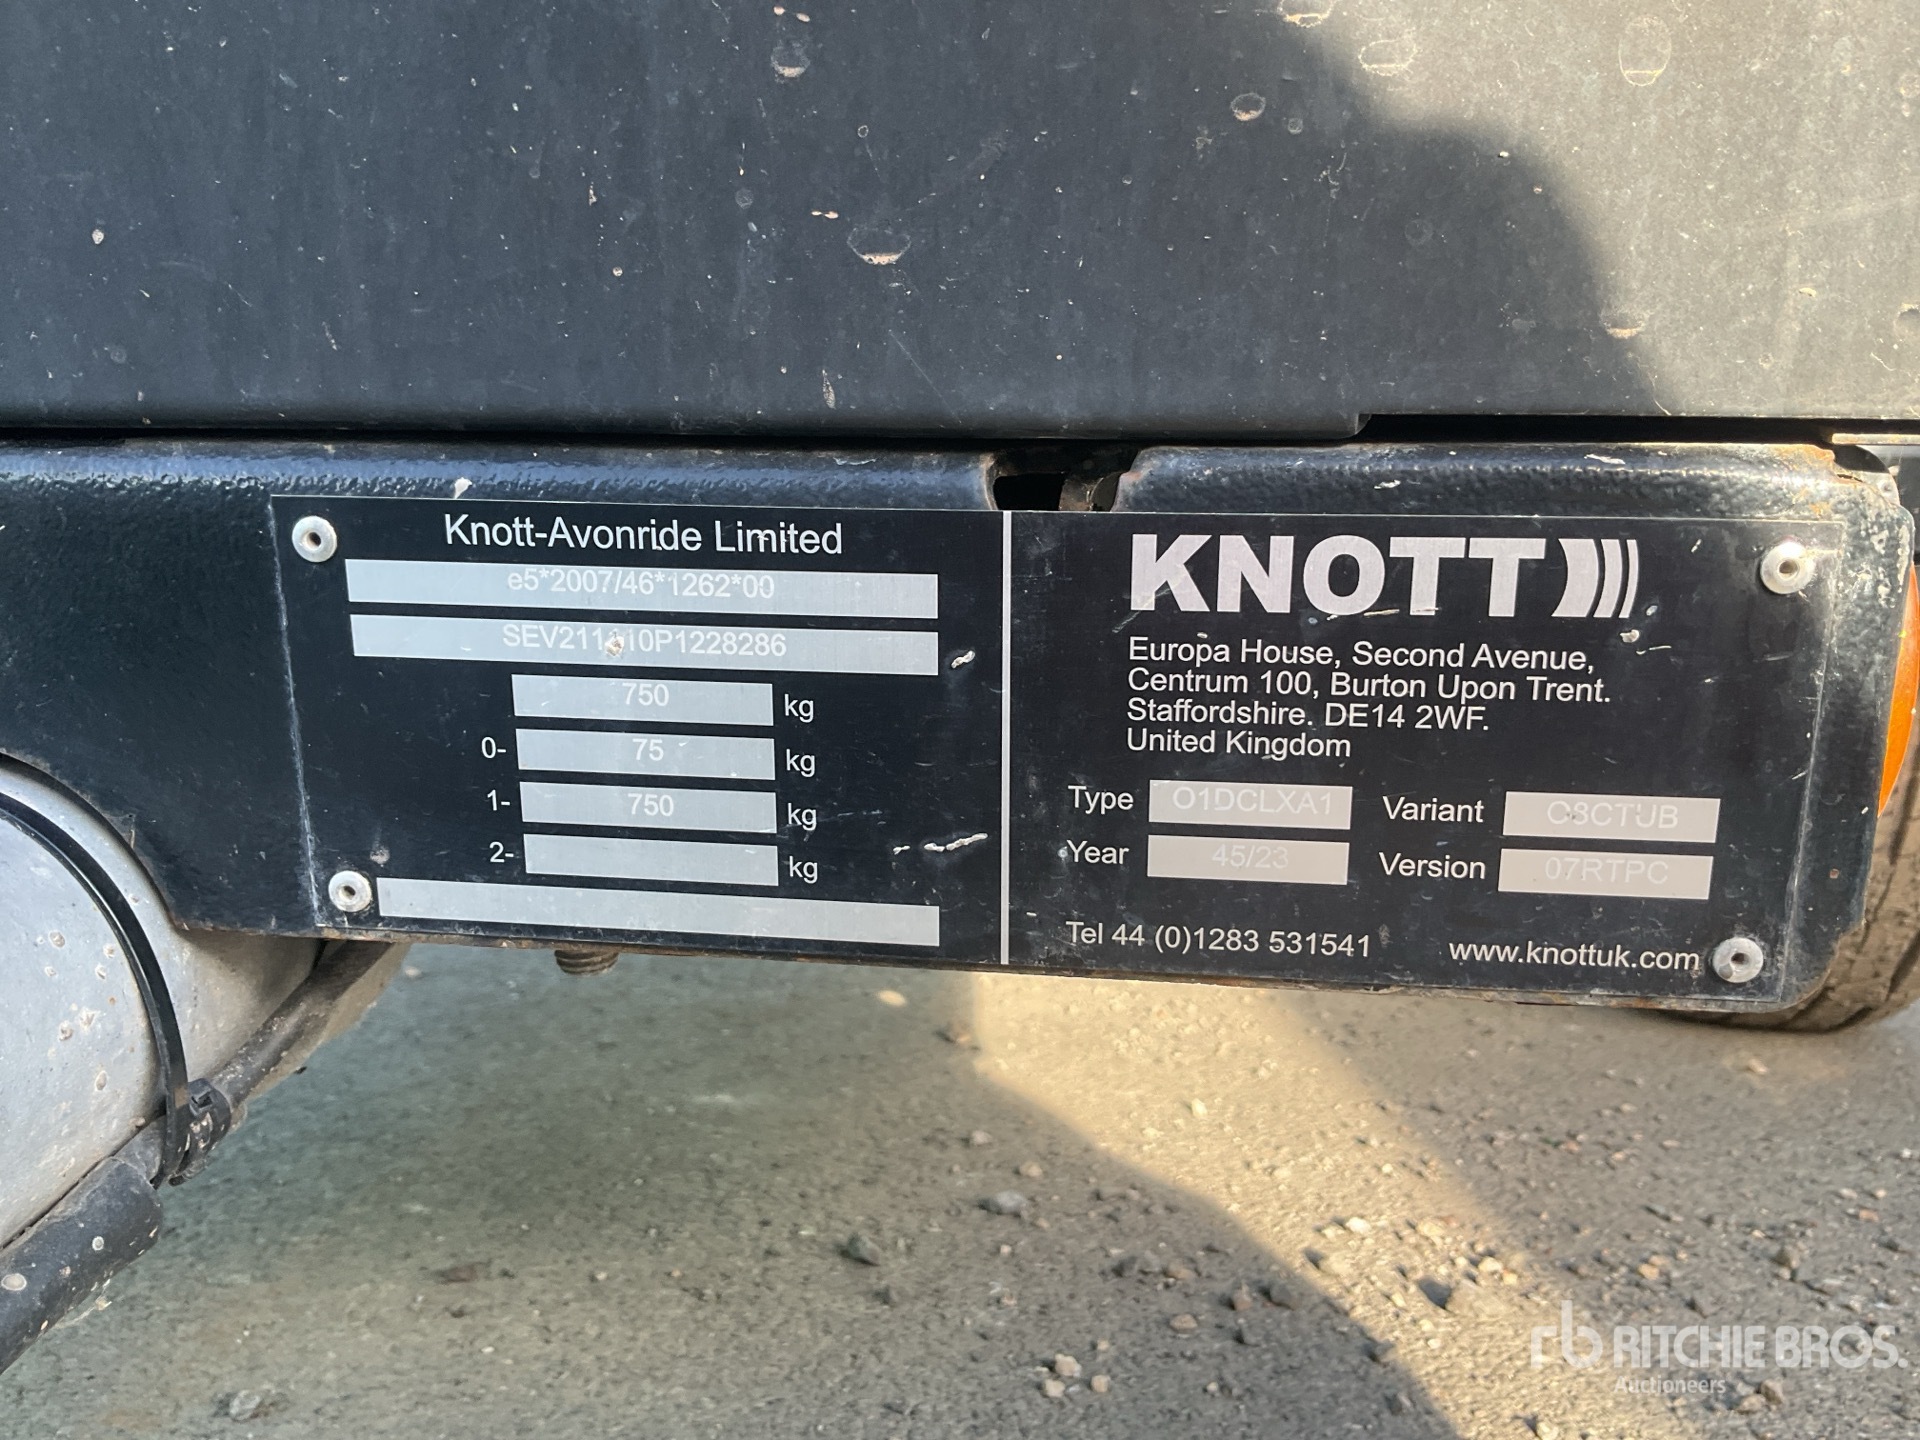 Knott-Avonride Limited
e5*2007/46*1262*00
750 kg
0- 75 kg
1- 750 kg
2- kg
KNOTT
Europa House, Second Avenue,
Centrum 100, Burton Upon Trent.
Staffordshire. DE14 2WF.
United Kingdom
Type O1DCLXA1 Variant C8CTUB
Year 45/23 Version 07RTPC
Tel 44 (0)1283 531541 www.knottuk.com
rb RITCHIE BROS.
Auctioneers